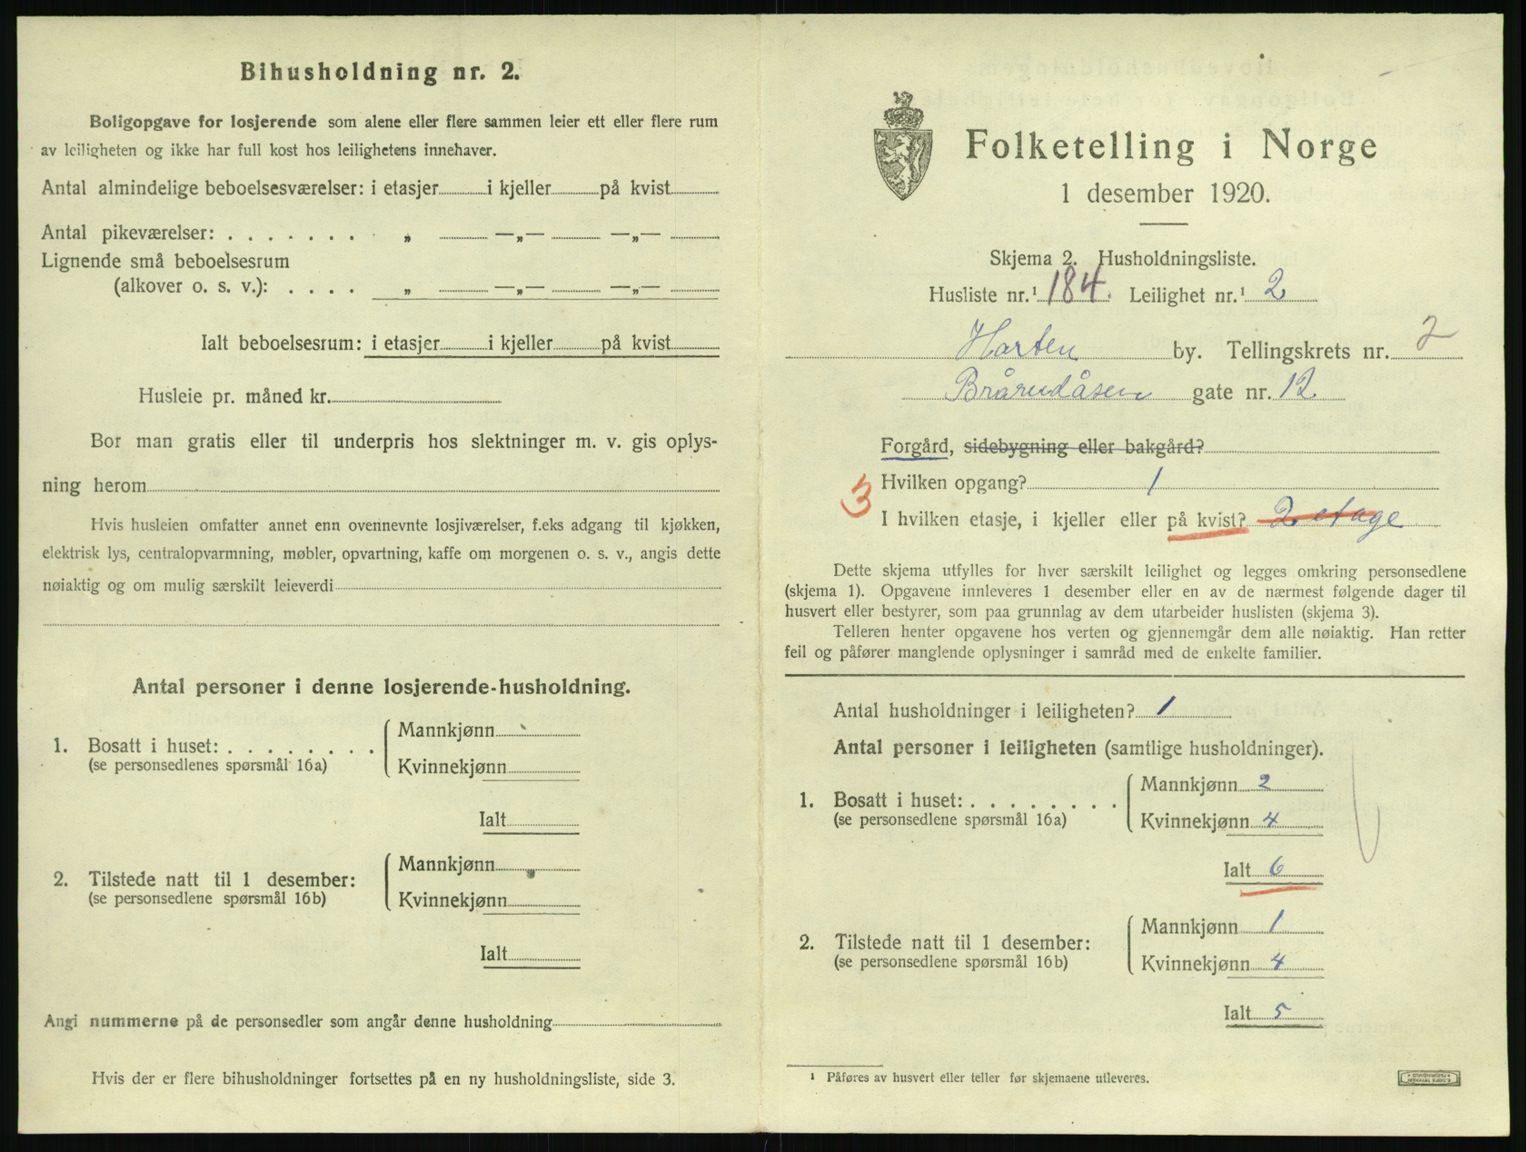 Bihusholdning nr. 2.
Boligopgave for losjerende som alene eller flere sammen leier ett eller flere rum
av leiligheten og ikke har full kost hos leilighetens innehaver.
Antal almindelige beboelsesværelser: i etasjer i kjeller på kvist
Antal pikeværelser: . . . . . . . „ —„— —„—
Lignende små beboelsesrum
(alkover o. s. v.): . . . . „ —„— —„—
Ialt beboelsesrum: i etasjer i kjeller på kvist
Husleie pr. måned kr.
Bor man gratis eller til underpris hos slektninger m. v. gis oplys-
ning herom
Hvis husleien omfatter annet enn ovennevnte losjiværelser, f.eks adgang til kjøkken,
elektrisk lys, centralopvarmning, møbler, opvartning, kaffe om morgenen o. s. v., angis dette
nøiaktig og om mulig særskilt leieverdi
Antal personer i denne losjerende-husholdning.
1. Bosatt i huset: . . . . . . . .
(se personsedlenes spørsmål 16a)
Mannkjønn
Kvinnekjønn
Ialt
2. Tilstede natt til 1 desember:
(se personsedlene spørsmål 16b)
Mannkjønn
Kvinnekjønn
Ialt
Angi nummerne på de personsedler som angår denne husholdning
Hvis der er flere bihusholdninger fortsettes på en ny husholdningsliste, side 3.
Folketelling i Norge
1 desember 1920.
Skjema 2. Husholdningsliste.
Husliste nr.¹ 184. Leilighet nr.¹ 2
Horten by. Tellingskrets nr. 2
Brårudåsen gate nr. 12
Forgård, sidebygning eller bakgård?
Hvilken opgang? 1
3
I hvilken etasje, i kjeller eller på kvist? 2 etage
Dette skjema utfylles for hver særskilt leilighet og legges omkring personsedlene
(skjema 1). Opgavene innleveres 1 desember eller en av de nærmest følgende dager til
husvert eller bestyrer, som paa grunnlag av dem utarbeider huslisten (skjema 3).
Telleren henter opgavene hos verten og gjennemgår dem alle nøiaktig. Han retter
feil og påfører manglende oplysninger i samråd med de enkelte familier.
Antal husholdninger i leiligheten? 1
Antal personer i leiligheten (samtlige husholdninger).
1. Bosatt i huset: . . . . . . . .
(se personsedlene spørsmål 16a)
Mannkjønn 2
Kvinnekjønn 4
Ialt 6
2. Tilstede natt til 1 desember:
(se personsedlene spørsmål 16b)
Mannkjønn 1
Kvinnekjønn 4
Ialt 5
¹ Påføres av husvert eller teller før skjemaene utleveres.